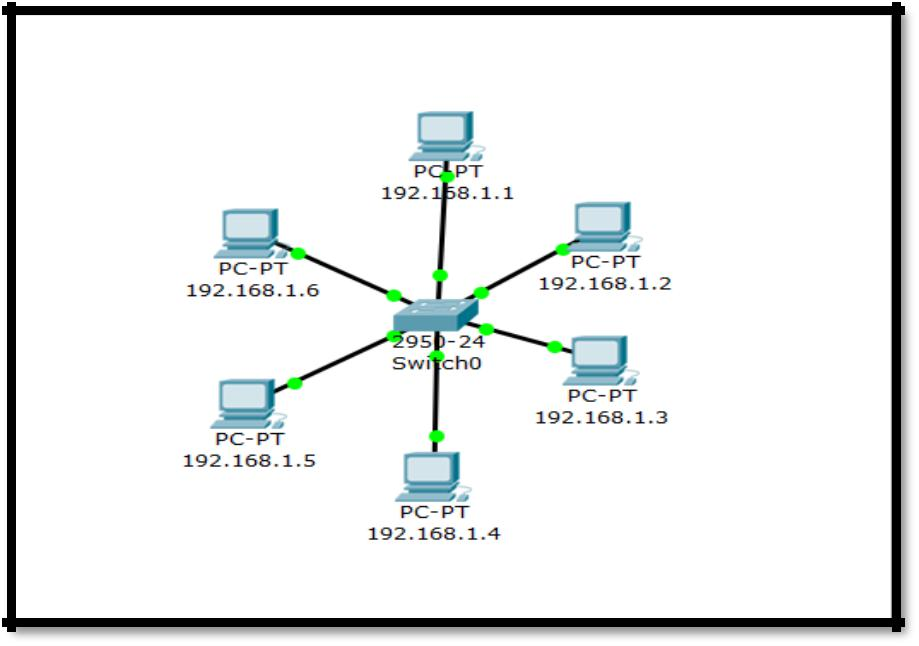 PC-PT
192.168.1.1
PC-PT
192.168.1.2
PC-PT
192.168.1.6
2950-24
Switch0
PC-PT
192.168.1.3
PC-PT
192.168.1.5
PC-PT
192.168.1.4